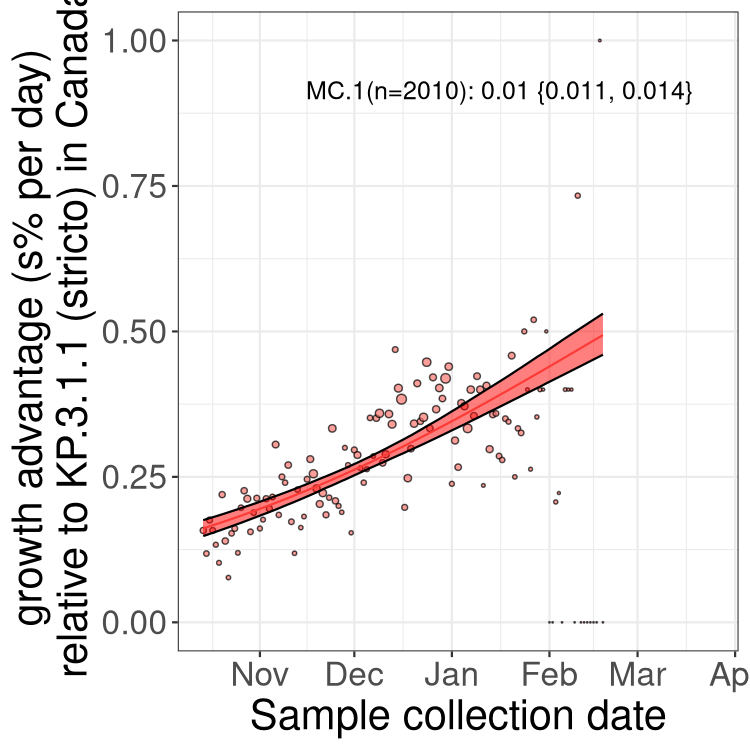 growth advantage (s% per day)
relative to KP.3.1.1 (stricto) in Canada
1.00
0.75
0.50
0.25
0.00
MC.1(n=2010): 0.01 {0.011, 0.014}
Nov Dec Jan Feb Mar Ap
Sample collection date